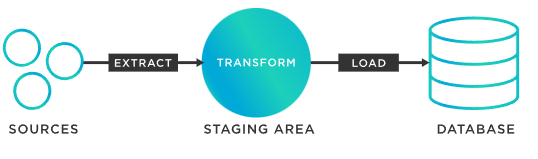 EXTRACT
TRANSFORM
LOAD
SOURCES
STAGING AREA
DATABASE